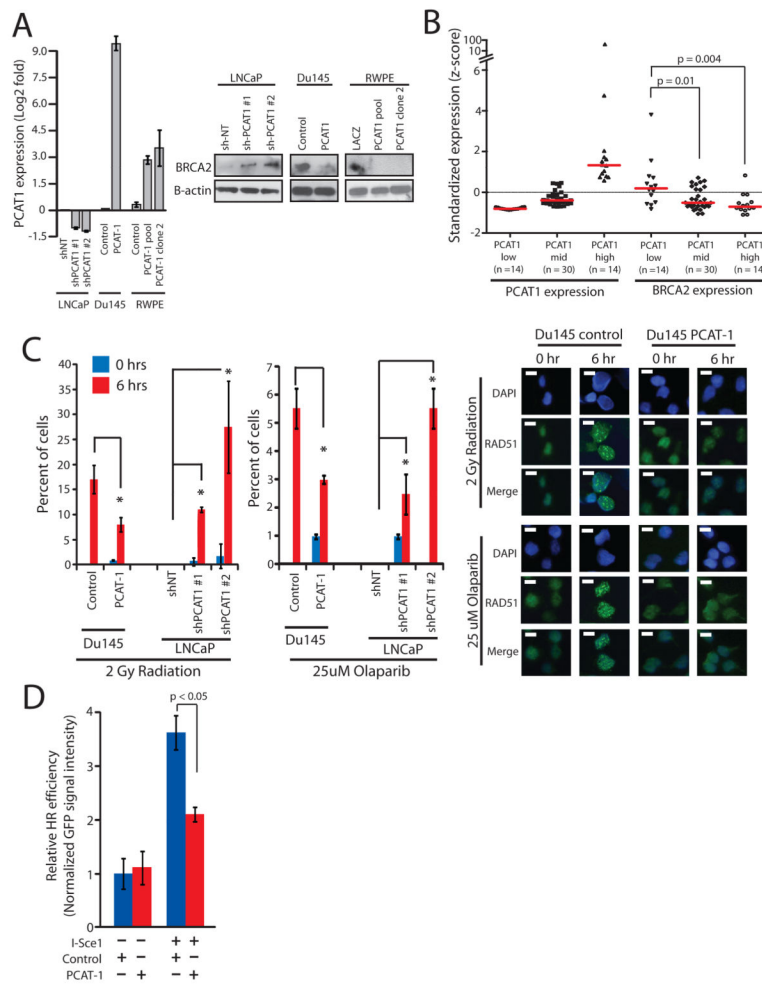 A
PCAT1 expression (Log2 fold)
9.0
6.0
3.0
0
-1.5
shNT
shPCAT1 #1
shPCAT1 #2
Control
PCAT-1
Control
PCAT-1 pool
PCAT-1 clone 2
LNCaP
Du145
RWPE
LNCaP
Du145
RWPE
sh-NT
sh-PCAT1 #1
sh-PCAT1 #2
Control
PCAT1
LACZ
PCAT1 pool
PCAT1 clone 2
BRCA2
B-actin
B
Standardized expression (z-score)
100
40
6
4
2
0
-2
p = 0.004
p = 0.01
PCAT1 low (n =14)
PCAT1 mid (n = 30)
PCAT1 high (n = 14)
PCAT1 low (n =14)
PCAT1 mid (n = 30)
PCAT1 high (n = 14
PCAT1 expression
BRCA2 expression
C
0 hrs
6 hrs
Percent of cells
40
35
30
25
20
15
10
5
0
*
*
*
Control
PCAT-1
shNT
shPCAT1 #1
shPCAT1 #2
Du145
LNCaP
2 Gy Radiation
Percent of cells
7
6
5
4
3
2
1
0
*
*
*
Control
PCAT-1
shNT
shPCAT1 #1
shPCAT1 #2
Du145
LNCaP
25uM Olaparib
Du145 control
Du145 PCAT-1
0 hr
6 hr
0 hr
6 hr
2 Gy Radiation
DAPI
RAD51
Merge
25 uM Olaparib
DAPI
RAD51
Merge
D
Relative HR efficiency
(Normalized GFP signal intensity)
4
3
2
1
0
p < 0.05
I-Sce1 – – + +
Control + – + –
PCAT-1 – + – +